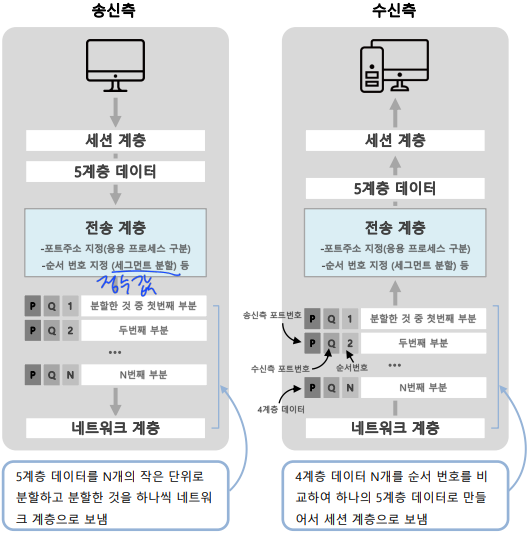 송신측
세션 계층
5계층 데이터
전송 계층
-포트주소 지정(응용 프로세스 구분)
-순서 번호 지정 (세그먼트 분할) 등
정수값
P Q 1 분할한 것 중 첫번째 부분
P Q 2 두번째 부분
...
P Q N N번째 부분
네트워크 계층
5계층 데이터를 N개의 작은 단위로
분할하고 분할한 것을 하나씩 네트워
크 계층으로 보냄
수신측
세션 계층
5계층 데이터
전송 계층
-포트주소 지정(응용 프로세스 구분)
-순서 번호 지정 (세그먼트 분할) 등
송신측 포트번호
P Q 1 분할한 것 중 첫번째 부분
P Q 2 두번째 부분
수신측 포트번호
순서번호
...
P Q N N번째 부분
4계층 데이터
네트워크 계층
4계층 데이터 N개를 순서 번호를 비
교하여 하나의 5계층 데이터로 만들
어서 세션 계층으로 보냄